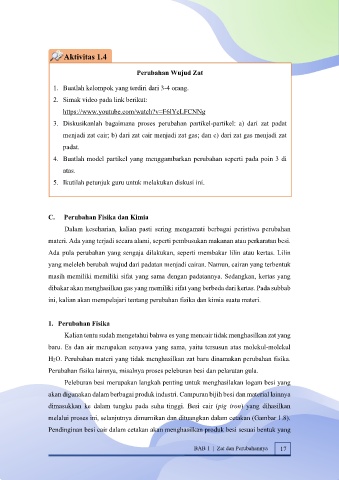 Aktivitas 1.4
Perubahan Wujud Zat
1. Buatlah kelompok yang terdiri dari 3-4 orang.
2. Simak video pada link berikut:
https://www.youtube.com/watch?v=F6lYcLFCNNg
3. Diskusikanlah bagaimana proses perubahan partikel-partikel: a) dari zat padat
menjadi zat cair; b) dari zat cair menjadi zat gas; dan c) dari zat gas menjadi zat
padat.
4. Buatlah model partikel yang menggambarkan perubahan seperti pada poin 3 di
atas.
5. Ikutilah petunjuk guru untuk melakukan diskusi ini.
C. Perubahan Fisika dan Kimia
Dalam keseharian, kalian pasti sering mengamati berbagai peristiwa perubahan
materi. Ada yang terjadi secara alami, seperti pembusukan makanan atau perkaratan besi.
Ada pula perubahan yang sengaja dilakukan, seperti membakar lilin atau kertas. Lilin
yang meleleh berubah wujud dari padatan menjadi cairan. Namun, cairan yang terbentuk
masih memiliki memiliki sifat yang sama dengan padatannya. Sedangkan, kertas yang
dibakar akan menghasilkan gas yang memiliki sifat yang berbeda dari kertas. Pada subbab
ini, kalian akan mempelajari tentang perubahan fisika dan kimia suatu materi.
1. Perubahan Fisika
Kalian tentu sudah mengetahui bahwa es yang mencair tidak menghasilkan zat yang
baru. Es dan air merupakan senyawa yang sama, yaitu tersusun atas molekul-molekul
H₂O. Perubahan materi yang tidak menghasilkan zat baru dinamakan perubahan fisika.
Perubahan fisika lainnya, misalnya proses peleburan besi dan pelarutan gula.
Peleburan besi merupakan langkah penting untuk menghasilakan logam besi yang
akan digunakan dalam berbagai produk industri. Campuran bijih besi dan material lainnya
dimasukkan ke dalam tungku pada suhu tinggi. Besi cair (pig iron) yang dihasilkan
melalui proses ini, selanjutnya dimurnikan dan dituangkan dalam cetakan (Gambar 1.8).
Pendinginan besi cair dalam cetakan akan menghasilkan produk besi sesuai bentuk yang
BAB 1 | Zat dan Perubahannya 17